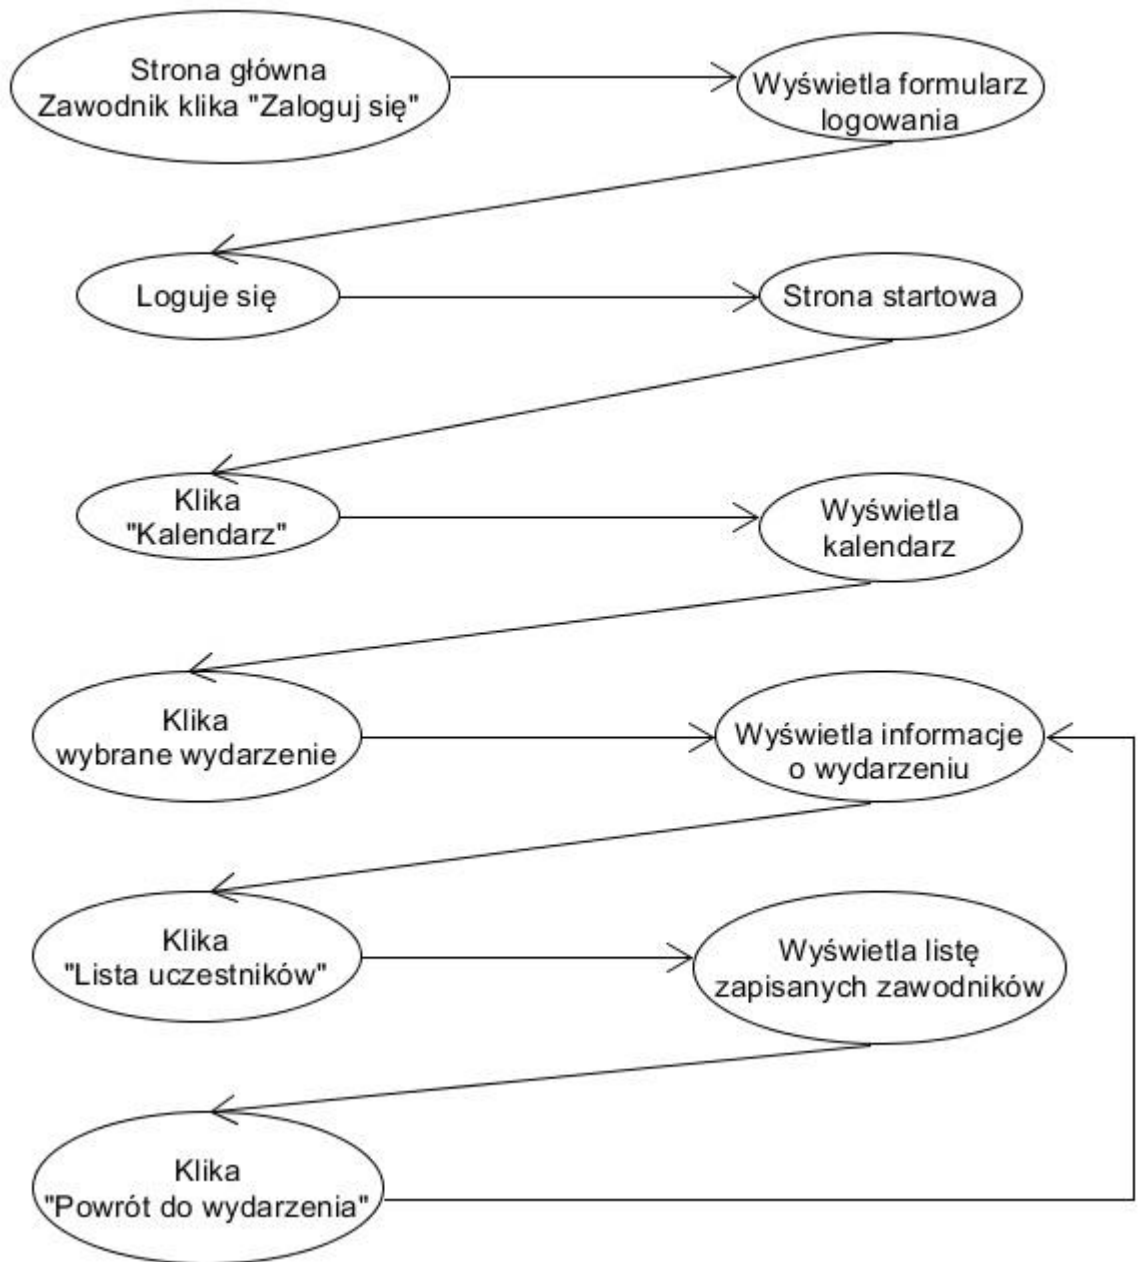 Strona główna
Zawodnik klika "Zaloguj się"
Wyświetla formularz
logowania
Loguje się
Strona startowa
Klika
"Kalendarz"
Wyświetla
kalendarz
Klika
wybrane wydarzenie
Wyświetla informacje
o wydarzeniu
Klika
"Lista uczestników"
Wyświetla listę
zapisanych zawodników
Klika
"Powrót do wydarzenia"